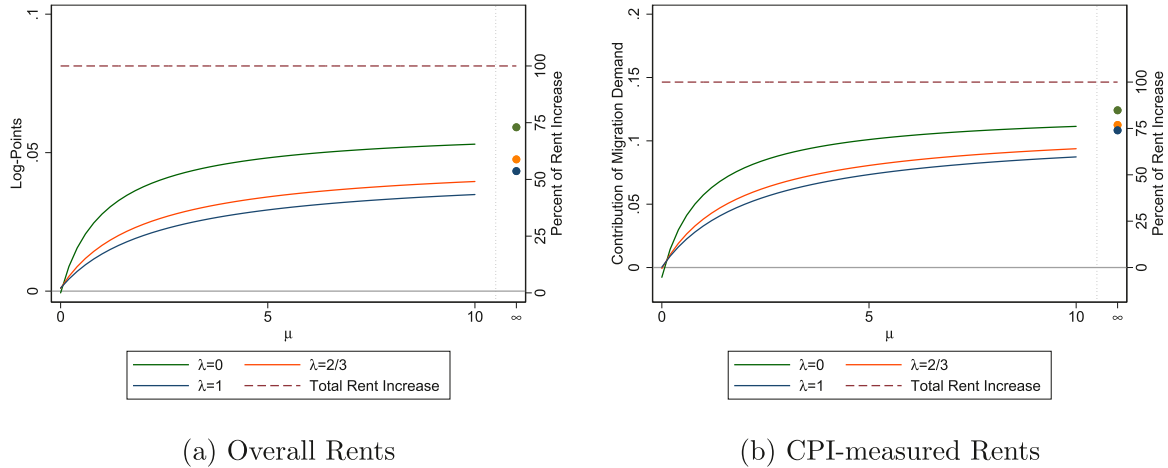 .1
.05
0
Log-Points
100
75
50
25
0
Percent of Rent Increase
0
5
10
∞
μ
λ=0
λ=2/3
λ=1
Total Rent Increase
(a) Overall Rents
.2
.15
.1
.05
0
Contribution of Migration Demand
100
75
50
25
0
Percent of Rent Increase
0
5
10
∞
μ
λ=0
λ=2/3
λ=1
Total Rent Increase
(b) CPI-measured Rents